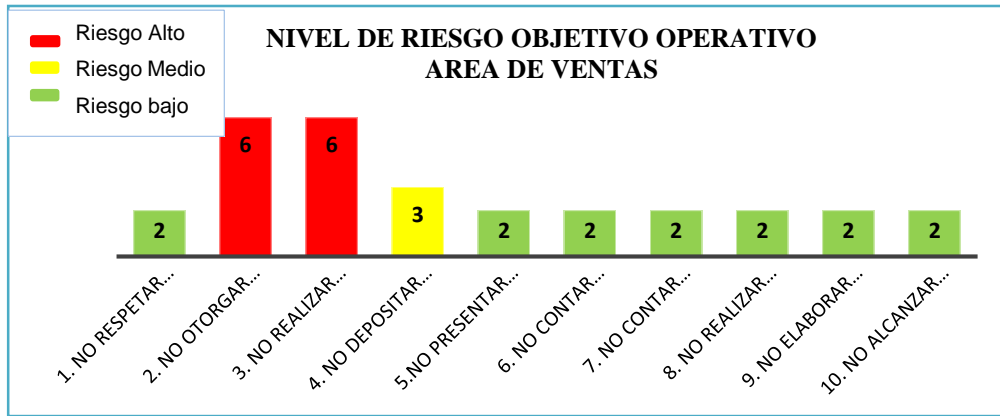 Riesgo Alto
Riesgo Medio
Riesgo bajo
NIVEL DE RIESGO OBJETIVO OPERATIVO
AREA DE VENTAS
2
6
6
3
2
2
2
2
2
2
1. NO RESPETAR...
2. NO OTORGAR...
3. NO REALIZAR...
4. NO DEPOSITAR...
5.NO PRESENTAR...
6. NO CONTAR...
7. NO CONTAR...
8. NO REALIZAR...
9. NO ELABORAR...
10. NO ALCANZAR...